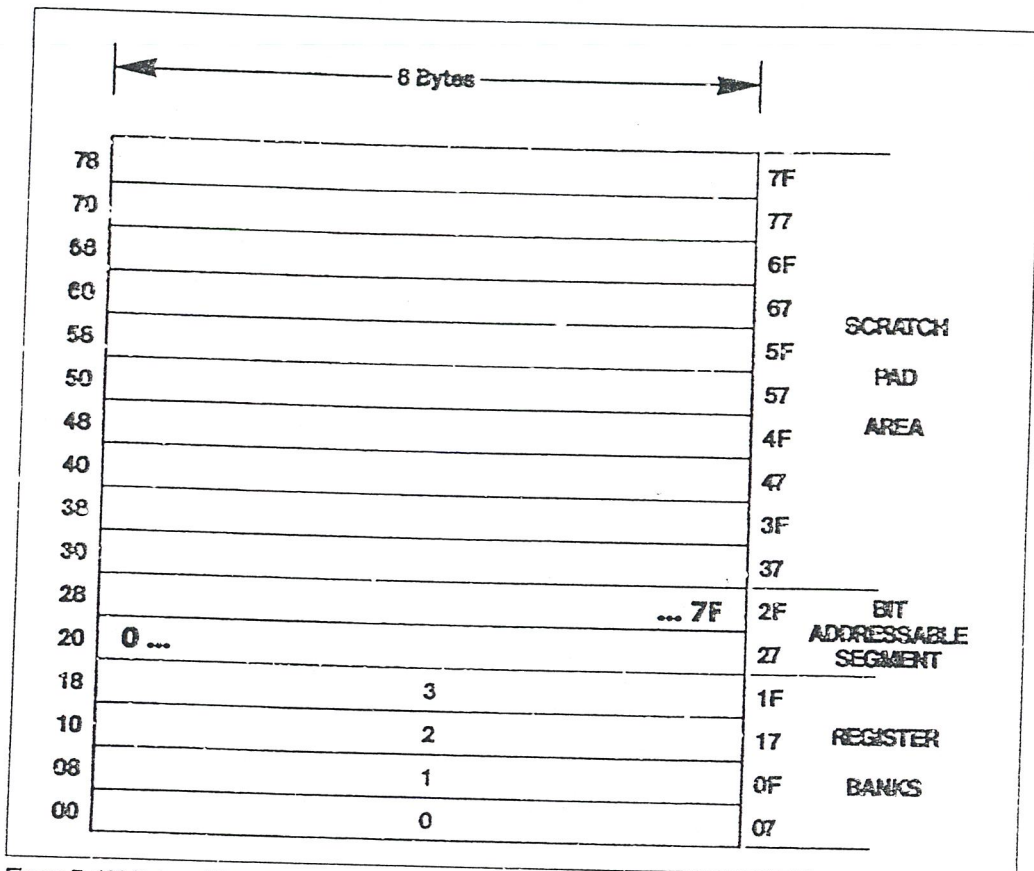 8 Bytes
78 7F
70 77
68 6F
60 67
58 5F
50 57
48 4F
40 47
38 3F
30 37
28 ... 7F 2F
20 0 ... 27
18 3 1F
10 2 17
08 1 0F
00 0 07
SCRATCH
PAD
AREA
BIT
ADDRESSABLE
SEGMENT
REGISTER
BANKS